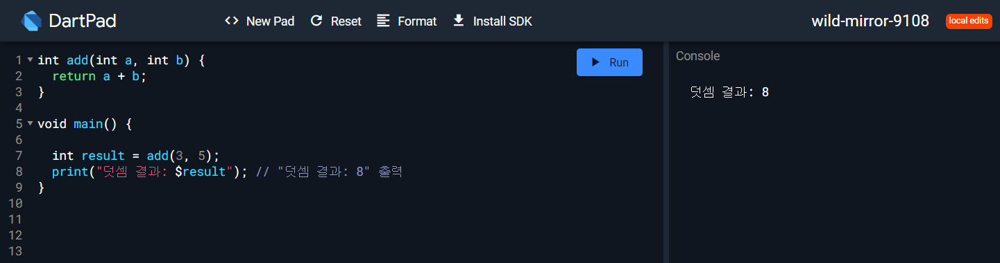 DartPad
<> New Pad
Reset
Format
Install SDK
wild-mirror-9108
local edits
1 int add(int a, int b) {
2   return a + b;
3 }
4
5 void main() {
6
7   int result = add(3, 5);
8   print("덧셈 결과: $result"); // "덧셈 결과: 8" 출력
9 }
10
11
12
13
Run
Console
덧셈 결과: 8